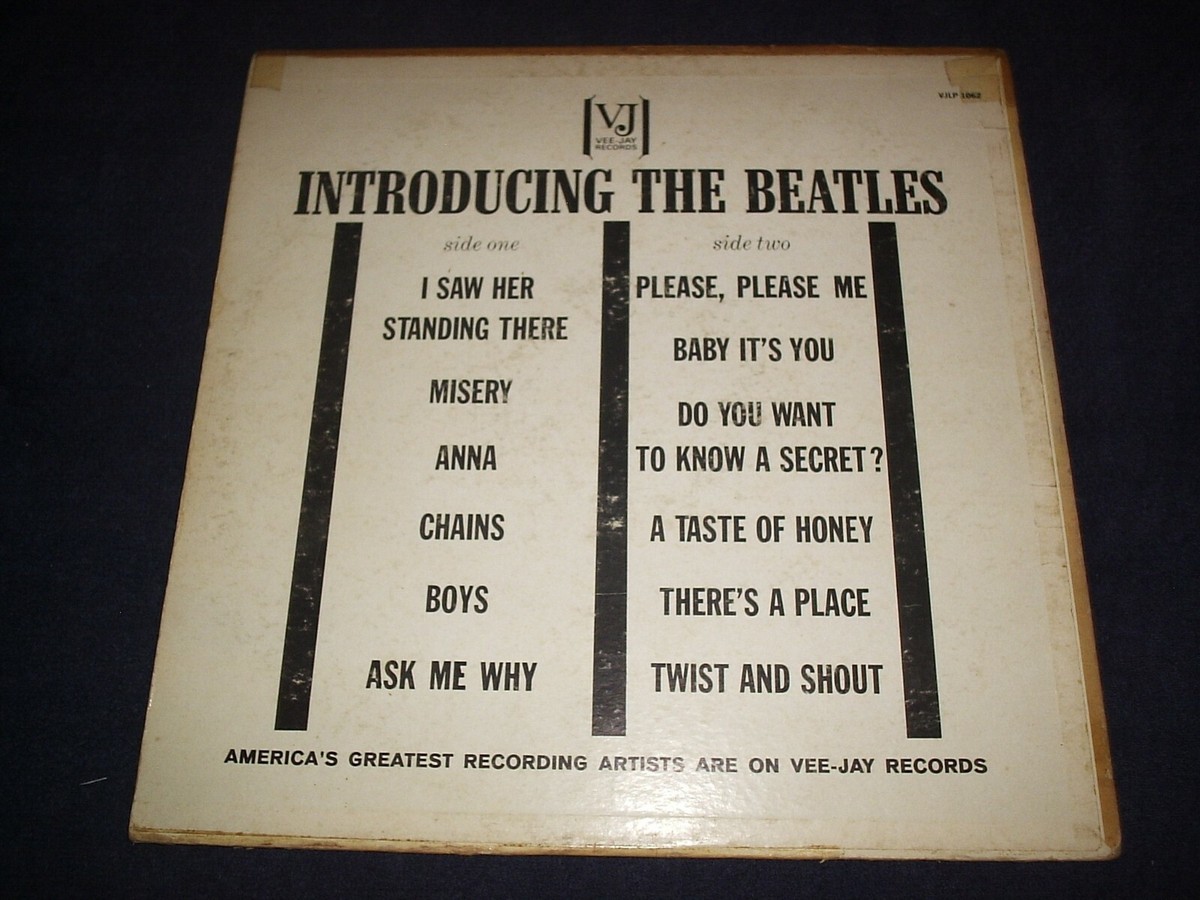 VJLP 1062
VJ
VEE-JAY
RECORDS
INTRODUCING THE BEATLES
side one
I SAW HER
STANDING THERE
MISERY
ANNA
CHAINS
BOYS
ASK ME WHY
side two
PLEASE, PLEASE ME
BABY IT'S YOU
DO YOU WANT
TO KNOW A SECRET?
A TASTE OF HONEY
THERE'S A PLACE
TWIST AND SHOUT
AMERICA'S GREATEST RECORDING ARTISTS ARE ON VEE-JAY RECORDS